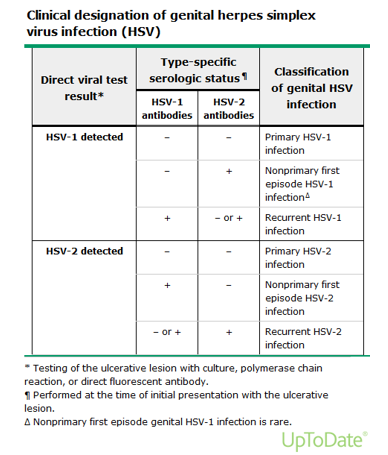 Clinical designation of genital herpes simplex
virus infection (HSV)
Direct viral test
result*
Type-specific
serologic status¶
Classification
of genital HSV
infection
HSV-1
antibodies
HSV-2
antibodies
HSV-1 detected
–
–
Primary HSV-1
infection
–
+
Nonprimary first
episode HSV-1
infectionΔ
+
– or +
Recurrent HSV-1
infection
HSV-2 detected
–
–
Primary HSV-2
infection
+
–
Nonprimary first
episode HSV-2
infection
– or +
+
Recurrent HSV-2
infection
* Testing of the ulcerative lesion with culture, polymerase chain
reaction, or direct fluorescent antibody.
¶ Performed at the time of initial presentation with the ulcerative
lesion.
Δ Nonprimary first episode genital HSV-1 infection is rare.
UpToDate®